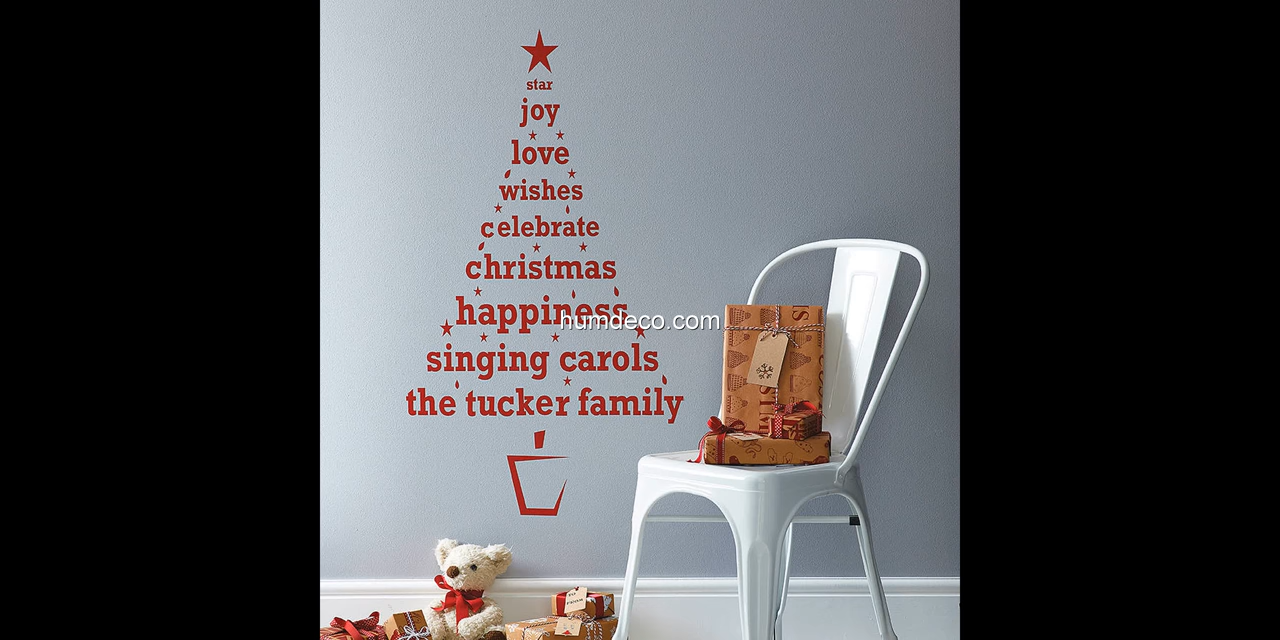 star
joy
love
wishes
celebrate
christmas
happiness
humdeco.com
singing carols
the tucker family